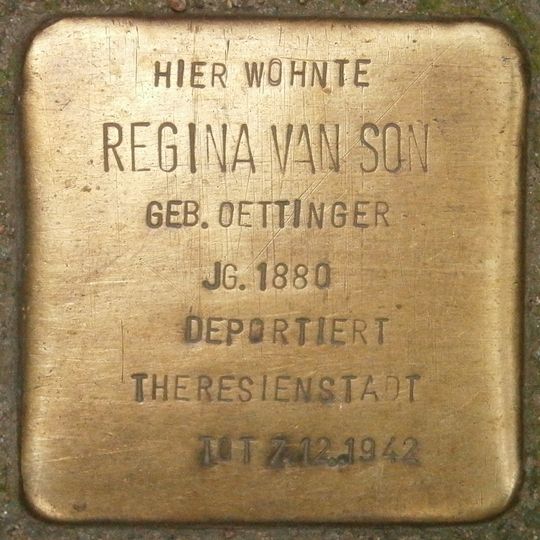 HIER WOHNTE
REGINA VAN SON
GEB. OETTINGER
JG. 1880
DEPORTIERT
THERESIENSTADT
TOT 7.12.1942